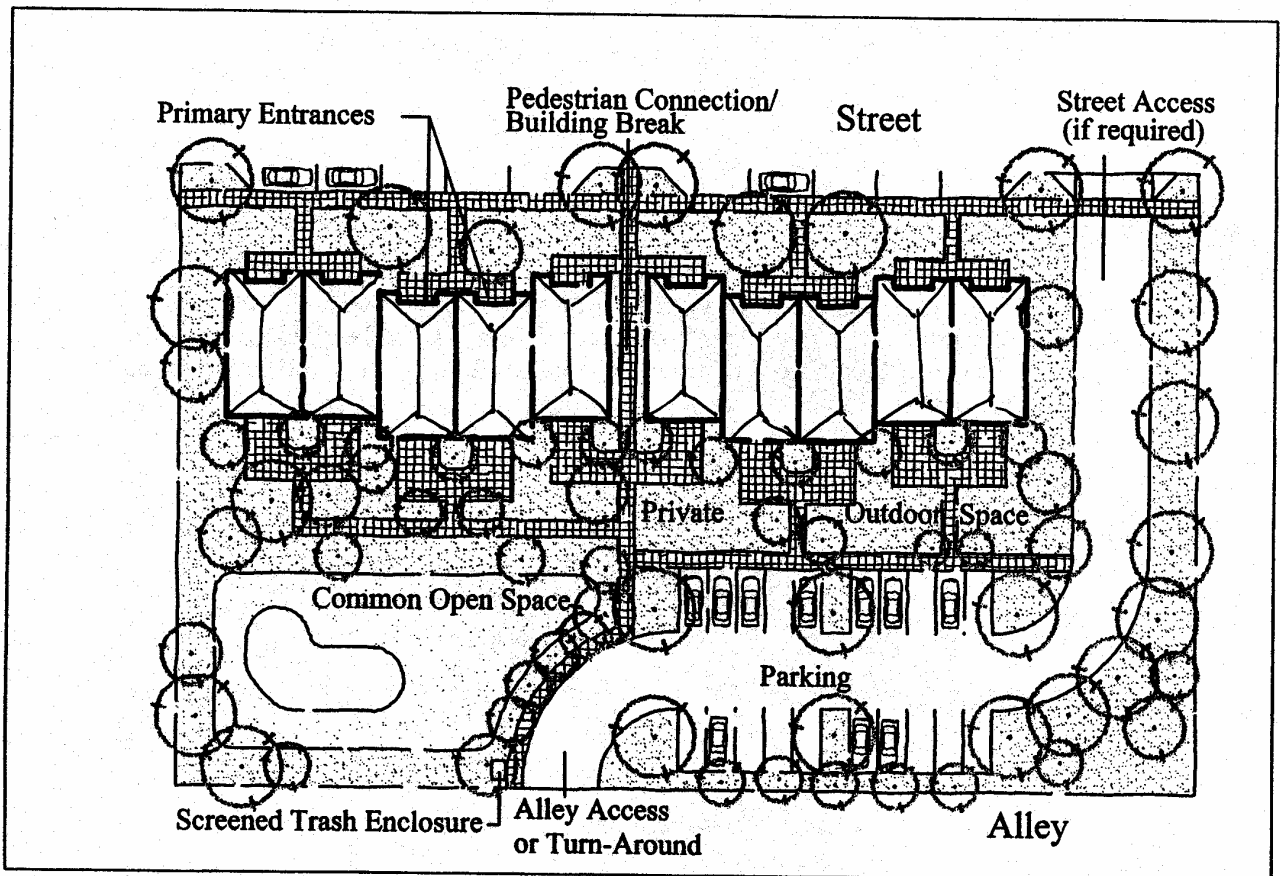 Primary Entrances
Pedestrian Connection/
Building Break
Street
Street Access
(if required)
Private Outdoor Space
Common Open Space
Parking
Screened Trash Enclosure
Alley Access
or Turn-Around
Alley